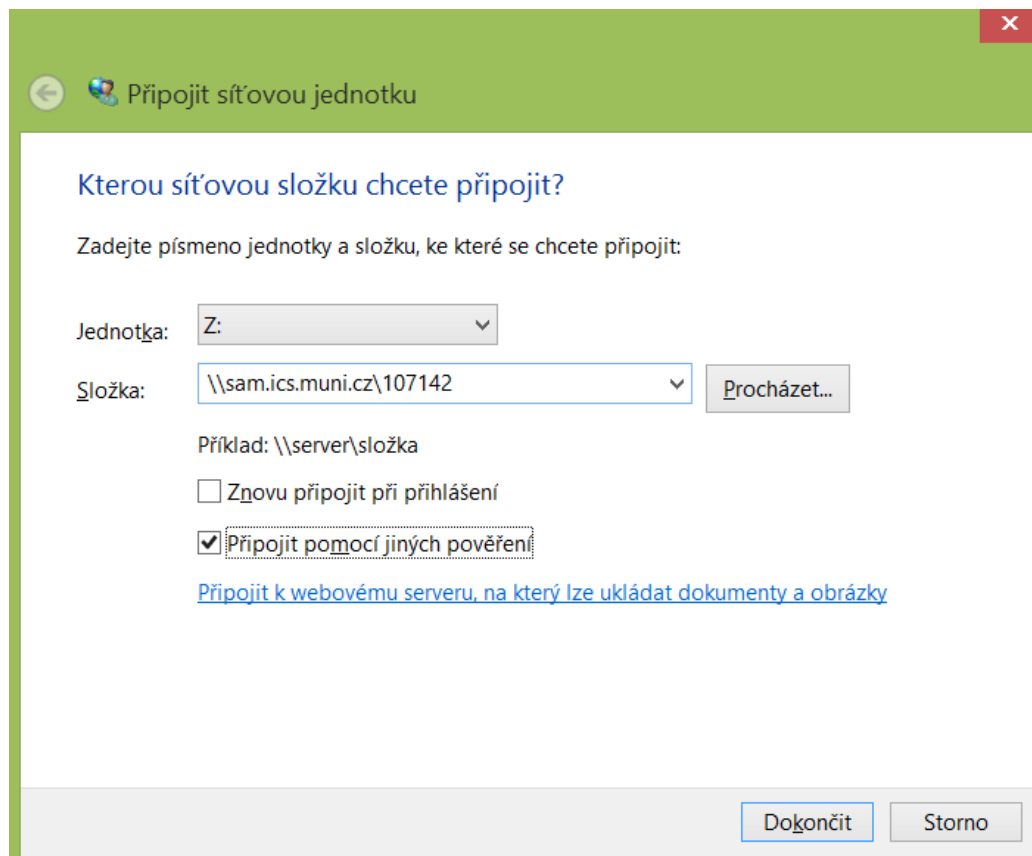 Připojit síťovou jednotku
Kterou síťovou složku chcete připojit?
Zadejte písmeno jednotky a složku, ke které se chcete připojit:
Jednotka: Z:
Složka: \\sam.ics.muni.cz\107142 Procházet...
Příklad: \\server\složka
Znovu připojit při přihlášení
Připojit pomocí jiných pověření
Připojit k webovému serveru, na který lze ukládat dokumenty a obrázky
Dokončit Storno